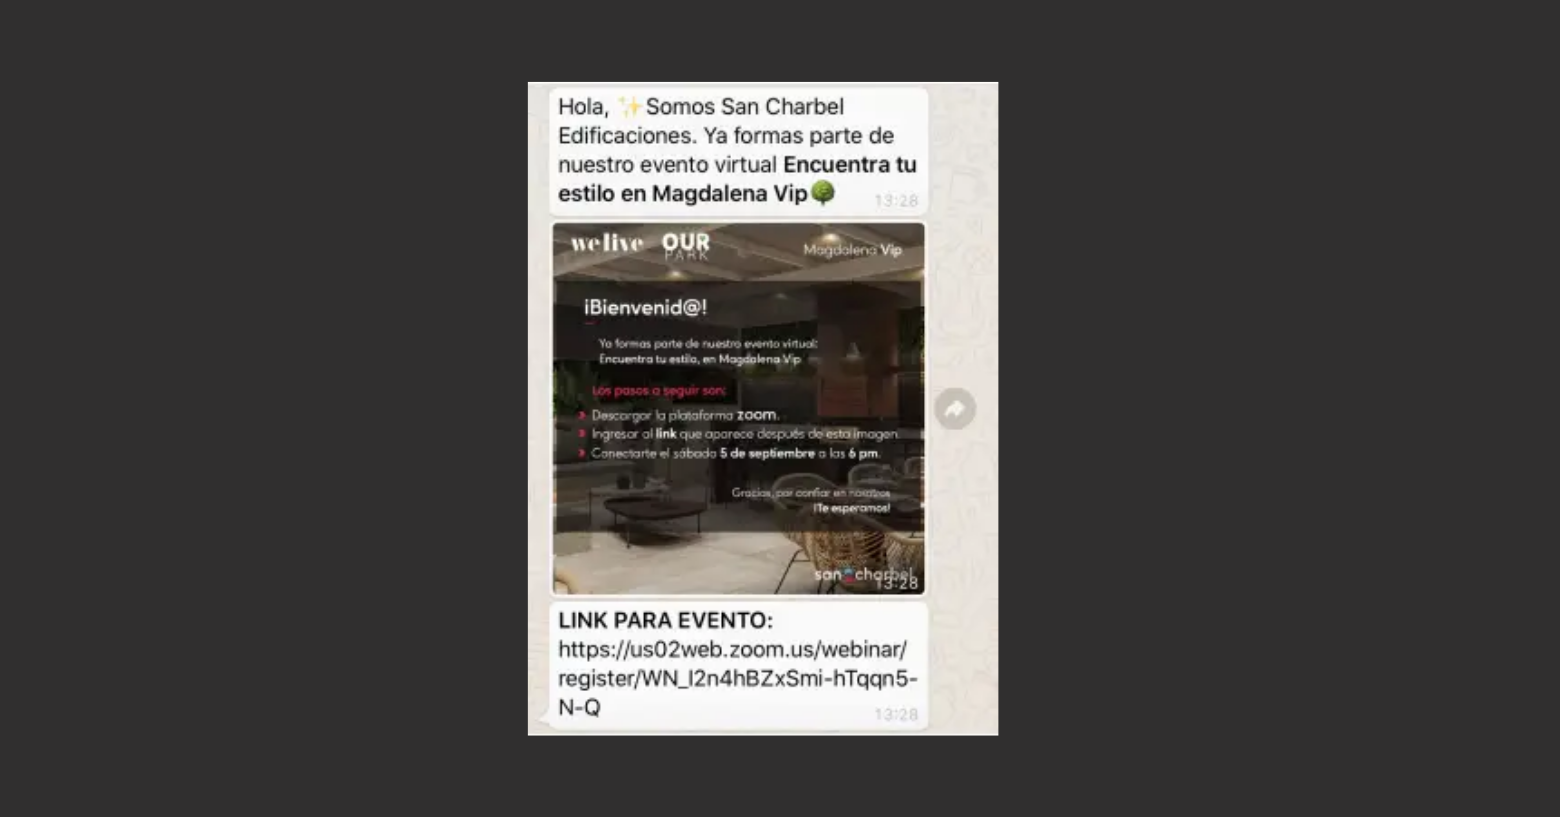 Hola, ✨ Somos San Charbel
Edificaciones. Ya formas parte de
nuestro evento virtual Encuentra tu
estilo en Magdalena Vip🌳
13:28
we live OUR PARK
Magdalena Vip
¡Bienvenid@!
Ya formas parte de nuestro evento virtual:
Encuentra tu estilo, en Magdalena Vip
Los pasos a seguir son:
Descargar la plataforma zoom.
Ingresar al link que aparece después de esta imagen.
Conectarte el sábado 5 de septiembre a las 6 pm.
Gracias, por confiar en nosotros
¡Te esperamos!
san charbel
13:28
LINK PARA EVENTO:
https://us02web.zoom.us/webinar/
register/WN_I2n4hBZxSmi-hTqqn5-
N-Q
13:28